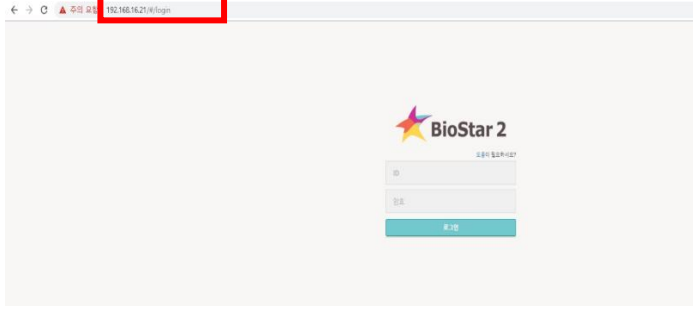 주의 요함 192.168.16.21/#/login
BioStar 2
도움이 필요하세요?
ID
암호
로그인